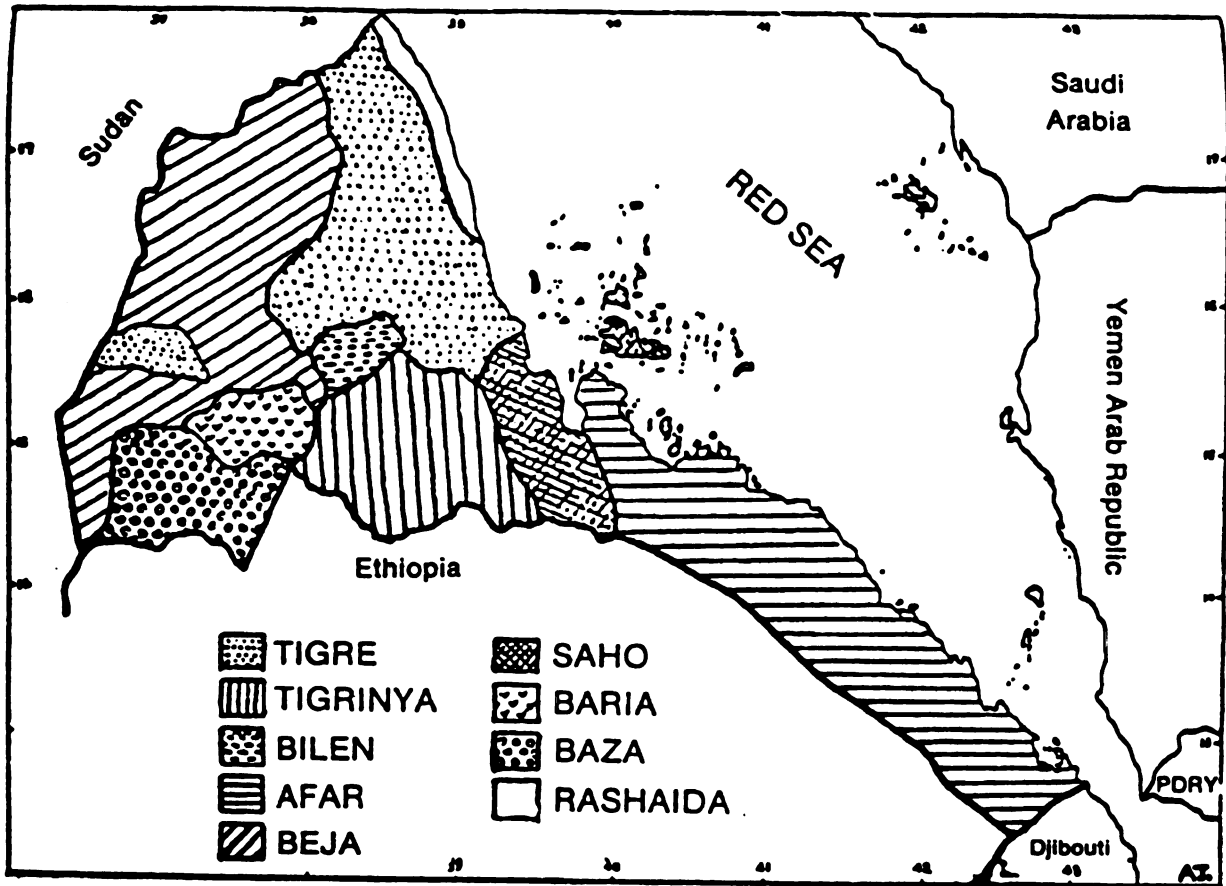 Sudan
Saudi
Arabia
RED SEA
Yemen Arab Republic
Ethiopia
PDRY
Djibouti
TIGRE
TIGRINYA
BILEN
AFAR
BEJA
SAHO
BARIA
BAZA
RASHAIDA